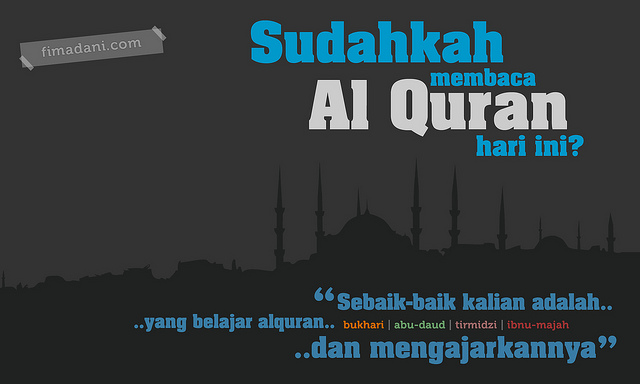 fimadani.com
Sudahkah
membaca
Al Quran
hari ini?
“Sebaik-baik kalian adalah..
..yang belajar alquran.. bukhari | abu-daud | tirmidzi | ibnu-majah
..dan mengajarkannya”